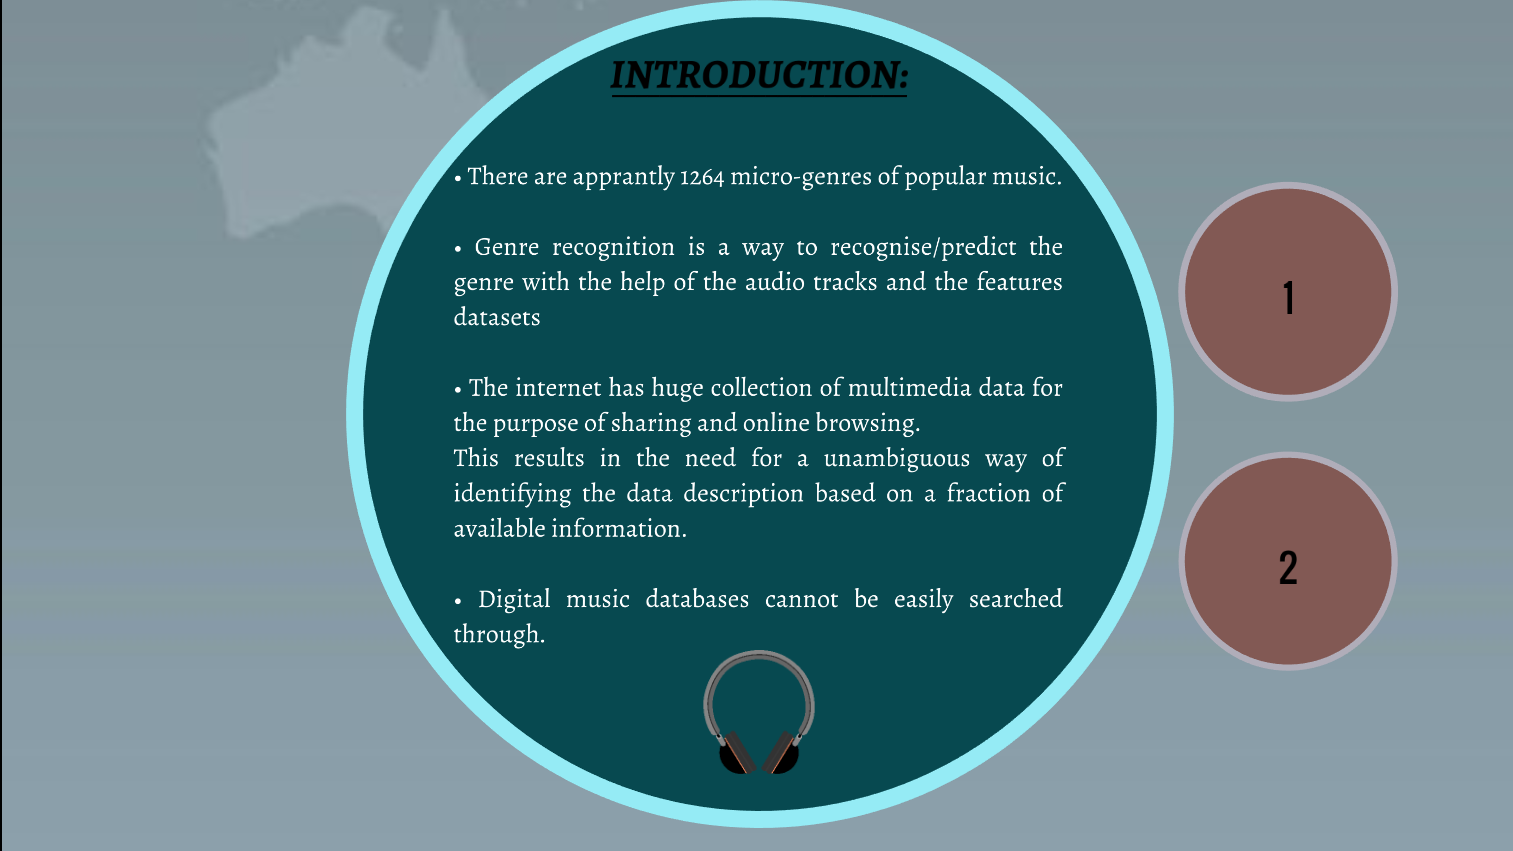 INTRODUCTION:
• There are apprantly 1264 micro-genres of popular music.
• Genre recognition is a way to recognise/predict the
genre with the help of the audio tracks and the features
datasets
• The internet has huge collection of multimedia data for
the purpose of sharing and online browsing.
This results in the need for a unambiguous way of
identifying the data description based on a fraction of
available information.
• Digital music databases cannot be easily searched
through.
1
2